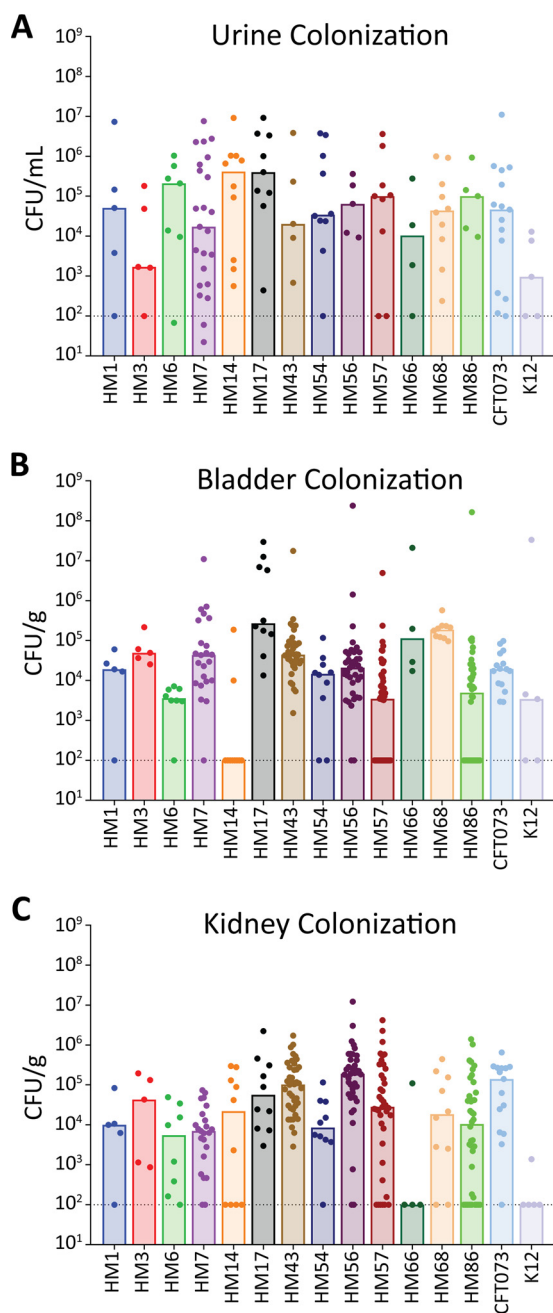 A
Urine Colonization
CFU/mL
10⁹
10⁸
10⁷
10⁶
10⁵
10⁴
10³
10²
10¹
HM1 HM3 HM6 HM7 HM14 HM17 HM43 HM54 HM56 HM57 HM66 HM68 HM86 CFT073 K12
B
Bladder Colonization
CFU/g
10⁹
10⁸
10⁷
10⁶
10⁵
10⁴
10³
10²
10¹
HM1 HM3 HM6 HM7 HM14 HM17 HM43 HM54 HM56 HM57 HM66 HM68 HM86 CFT073 K12
C
Kidney Colonization
CFU/g
10⁹
10⁸
10⁷
10⁶
10⁵
10⁴
10³
10²
10¹
HM1 HM3 HM6 HM7 HM14 HM17 HM43 HM54 HM56 HM57 HM66 HM68 HM86 CFT073 K12